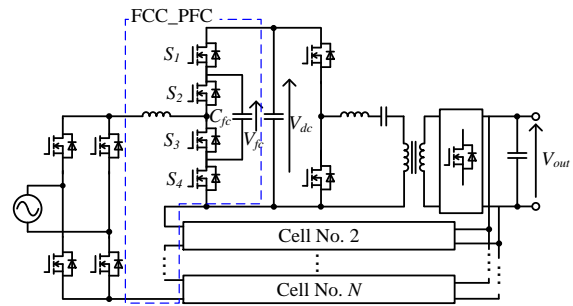 FCC_PFC
S1
S2
Cfc
Vfc
Vdc
S3
S4
Vout
Cell No. 2
Cell No. N